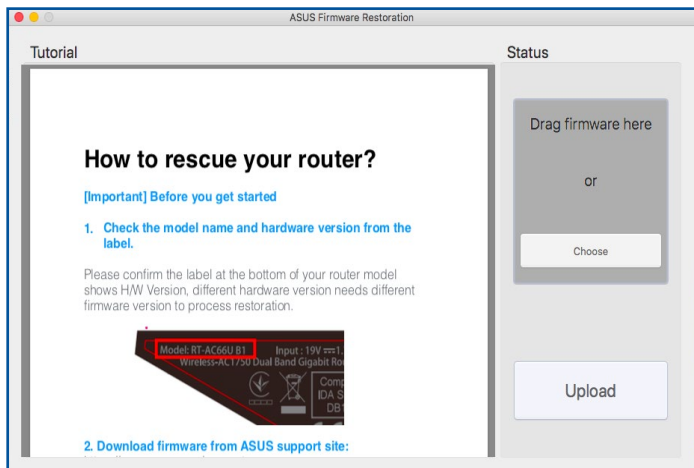 ASUS Firmware Restoration
Tutorial
Status
How to rescue your router?
[Important] Before you get started
1. Check the model name and hardware version from the
label.
Please confirm the label at the bottom of your router model
shows H/W Version, different hardware version needs different
firmware version to process restoration.
Model: RT-AC66U B1 Input : 19V
Wireless-AC1750 Dual Band Gigabit
IDA
DB1
2. Download firmware from ASUS support site:
Drag firmware here
or
Choose
Upload